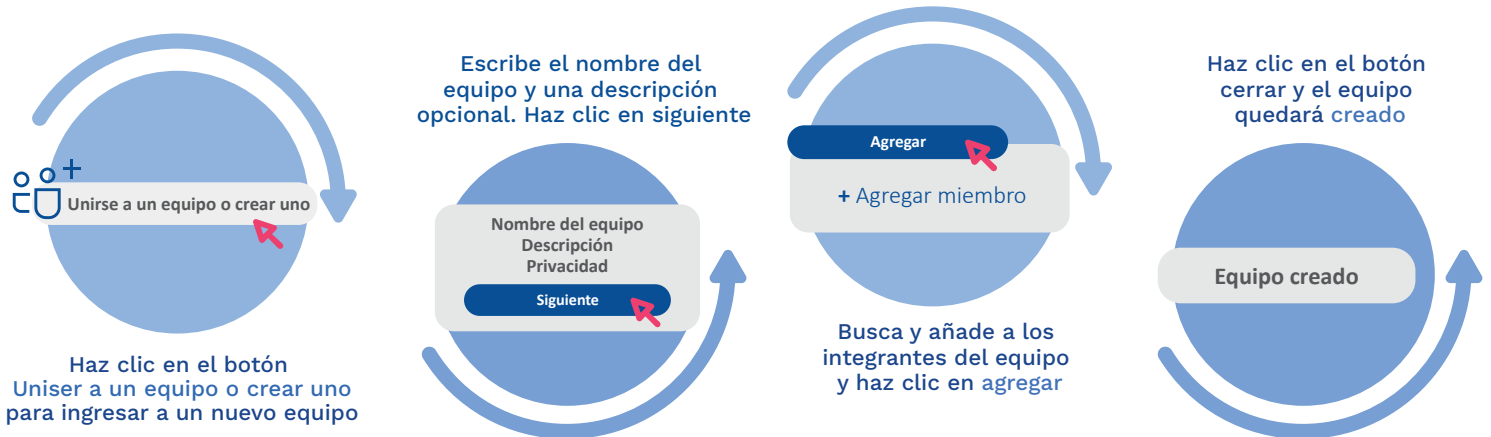 Unirse a un equipo o crear uno
Haz clic en el botón
Uniser a un equipo o crear uno
para ingresar a un nuevo equipo
Escribe el nombre del
equipo y una descripción
opcional. Haz clic en siguiente
Nombre del equipo
Descripción
Privacidad
Siguiente
Agregar
+ Agregar miembro
Busca y añade a los
integrantes del equipo
y haz clic en agregar
Haz clic en el botón
cerrar y el equipo
quedará creado
Equipo creado